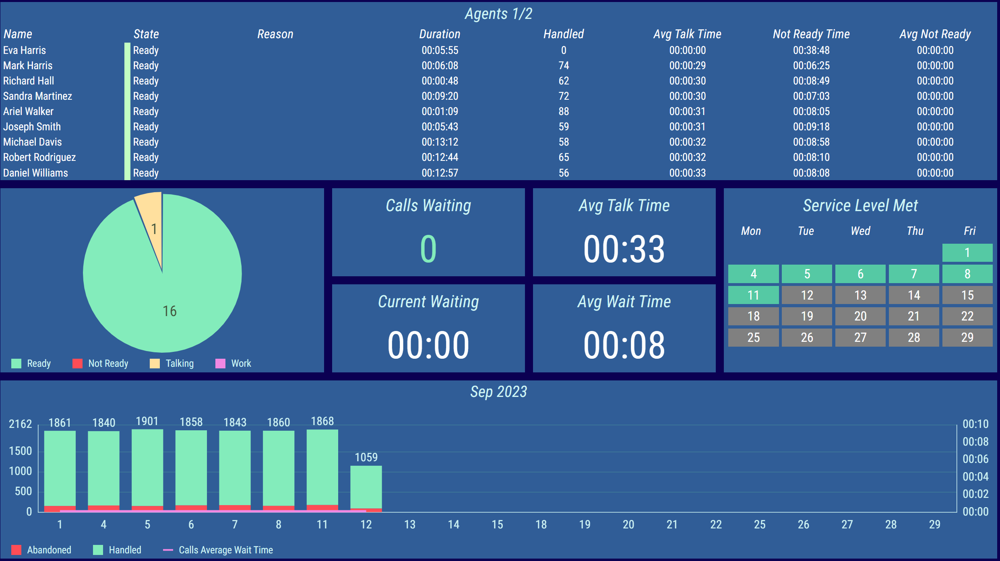 Agents 1/2
Name State Reason Duration Handled Avg Talk Time Not Ready Time Avg Not Ready
Eva Harris Ready 00:05:55 0 00:00:00 00:38:48 00:00:00
Mark Harris Ready 00:06:08 74 00:00:29 00:06:25 00:00:00
Richard Hall Ready 00:00:48 62 00:00:30 00:08:49 00:00:00
Sandra Martinez Ready 00:09:20 72 00:00:30 00:07:03 00:00:00
Ariel Walker Ready 00:01:09 88 00:00:31 00:08:05 00:00:00
Joseph Smith Ready 00:05:43 59 00:00:31 00:09:18 00:00:00
Michael Davis Ready 00:13:12 58 00:00:32 00:08:58 00:00:00
Robert Rodriguez Ready 00:12:44 65 00:00:32 00:08:10 00:00:00
Daniel Williams Ready 00:12:57 56 00:00:33 00:08:08 00:00:00
1
16
Ready Not Ready Talking Work
Calls Waiting
0
Avg Talk Time
00:33
Current Waiting
00:00
Avg Wait Time
00:08
Service Level Met
Mon Tue Wed Thu Fri
1
4 5 6 7 8
11 12 13 14 15
18 19 20 21 22
25 26 27 28 29
Sep 2023
2162 1861 1840 1901 1858 1843 1860 1868 00:10
00:08
1500 1059 00:06
1000 00:04
500 00:02
0 00:00
1 4 5 6 7 8 11 12 13 14 15 18 19 20 21 22 25 26 27 28 29
Abandoned Handled Calls Average Wait Time